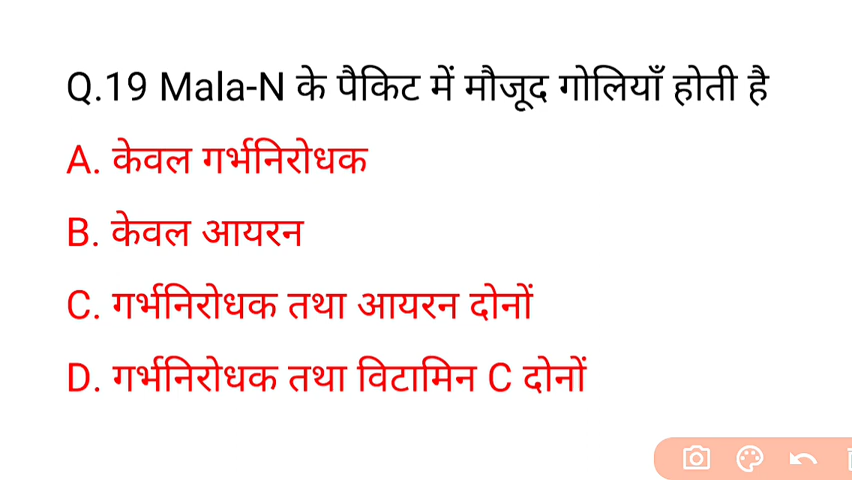 Q.19 Mala-N के पैकिट में मौजूद गोलियाँ होती है
A. केवल गर्भनिरोधक
B. केवल आयरन
C. गर्भनिरोधक तथा आयरन दोनों
D. गर्भनिरोधक तथा विटामिन C दोनों